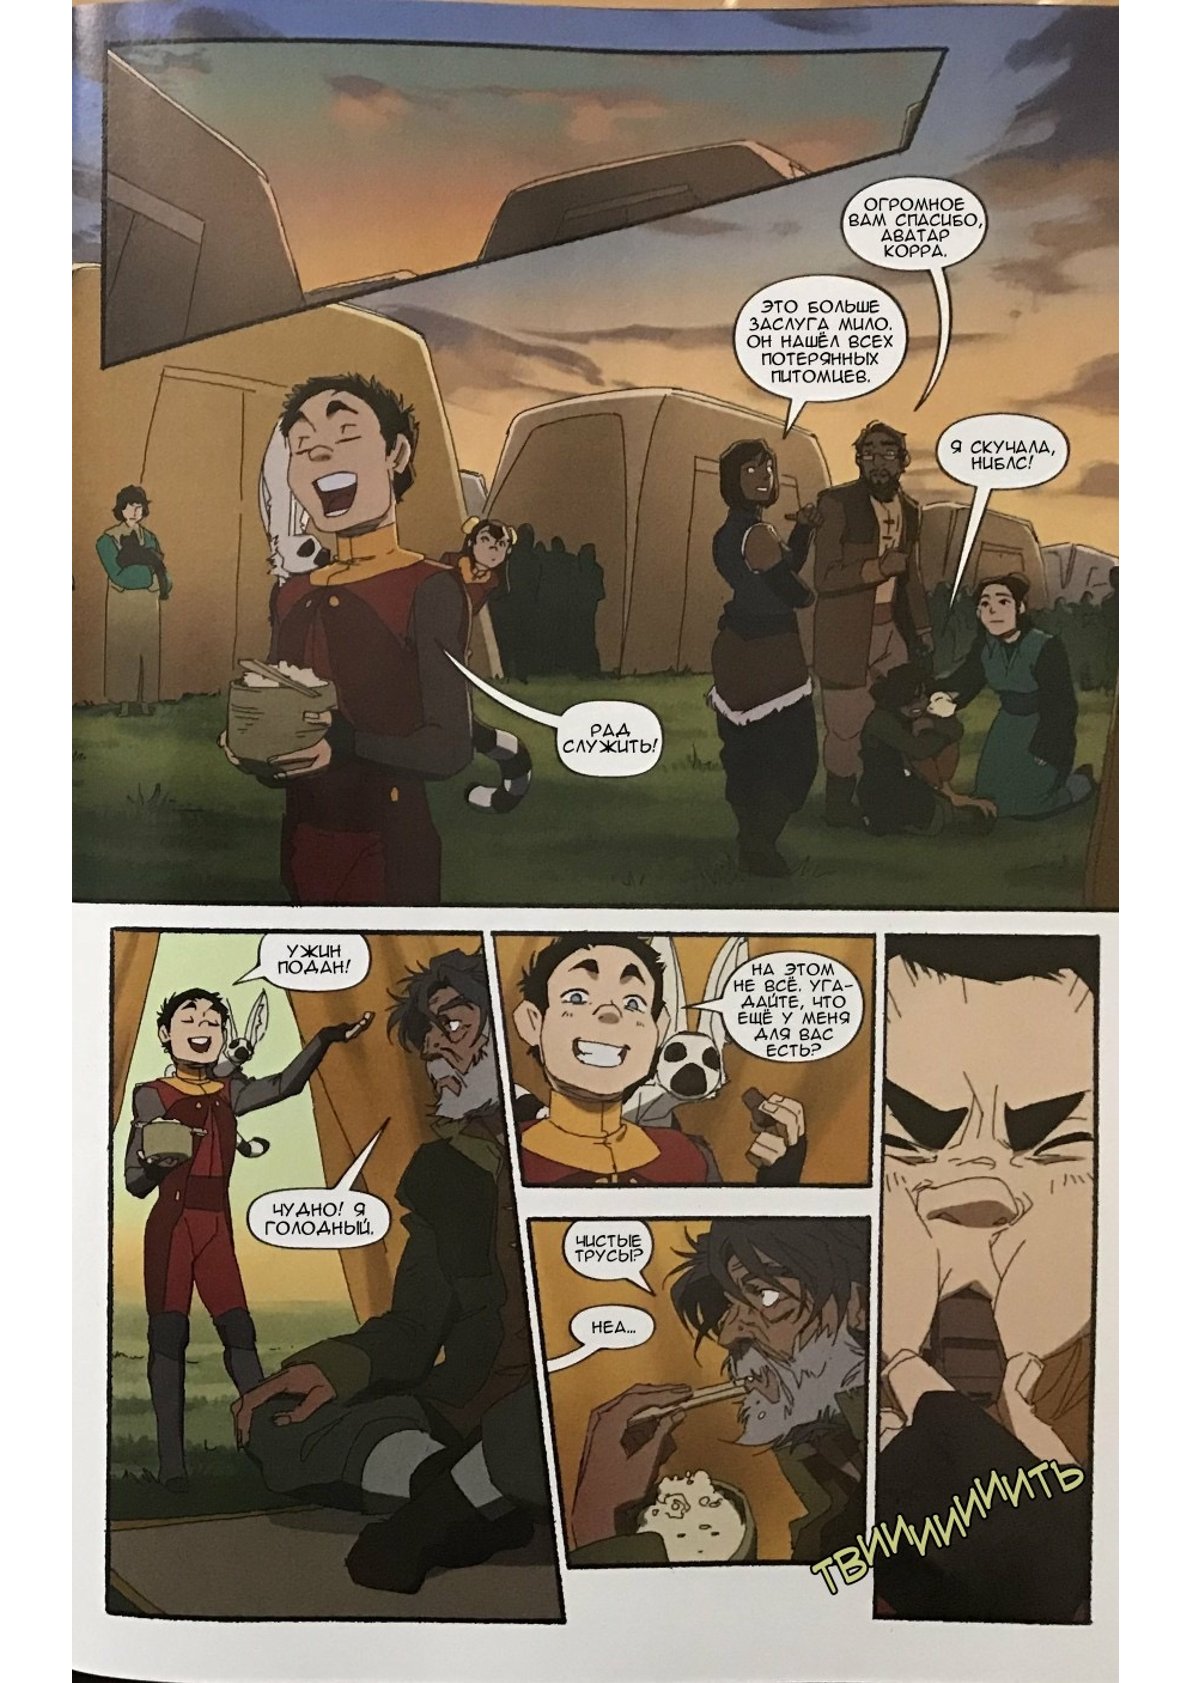 ОГРОМНОЕ
ВАМ СПАСИБО,
АВАТАР
КОРРА.
ЭТО БОЛЬШЕ
ЗАСЛУГА МИЛО.
ОН НАШЁЛ ВСЕХ
ПОТЕРЯННЫХ
ПИТОМЦЕВ.
Я СКУЧАЛА,
НИБЛС!
РАД
СЛУЖИТЬ!
УЖИН
ПОДАН!
ЧУДНО! Я
ГОЛОДНЫЙ.
НА ЭТОМ
НЕ ВСЁ. УГА-
ДАЙТЕ, ЧТО
ЕЩЁ У МЕНЯ
ДЛЯ ВАС
ЕСТЬ?
ЧИСТЫЕ
ТРУСЫ?
НЕА...
ТВИИИИИИИИТЬ